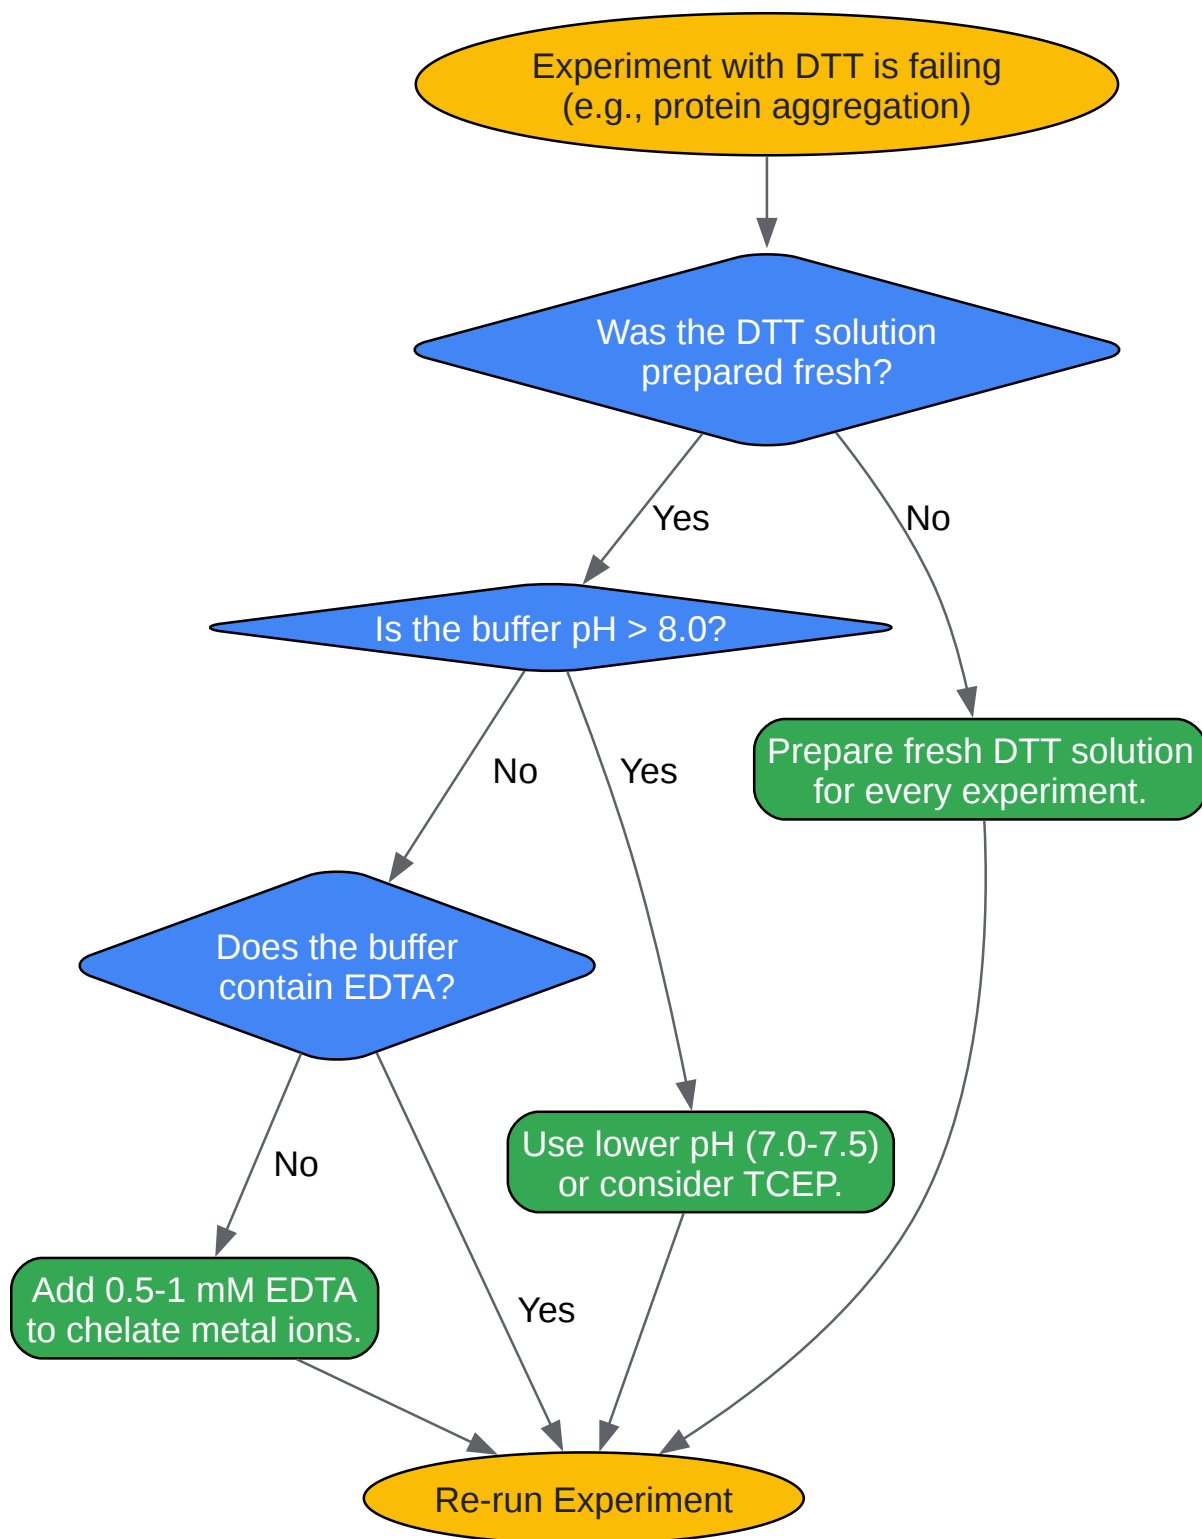 Experiment with DTT is failing
(e.g., protein aggregation)
Was the DTT solution
prepared fresh?
Yes
No
Is the buffer pH > 8.0?
No
Yes
Prepare fresh DTT solution
for every experiment.
Does the buffer
contain EDTA?
No
Yes
Use lower pH (7.0-7.5)
or consider TCEP.
Add 0.5-1 mM EDTA
to chelate metal ions.
Re-run Experiment